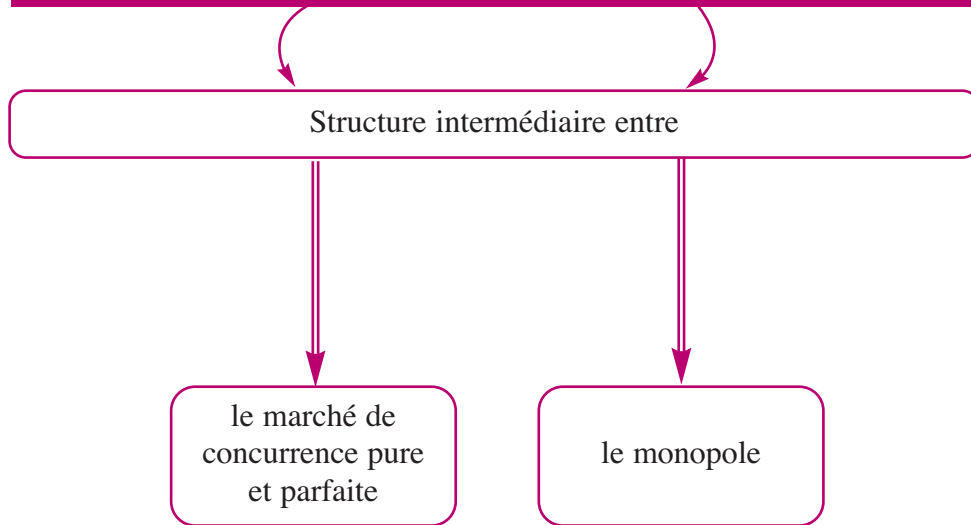 Structure intermédiaire entre
le marché de
concurrence pure
et parfaite
le monopole